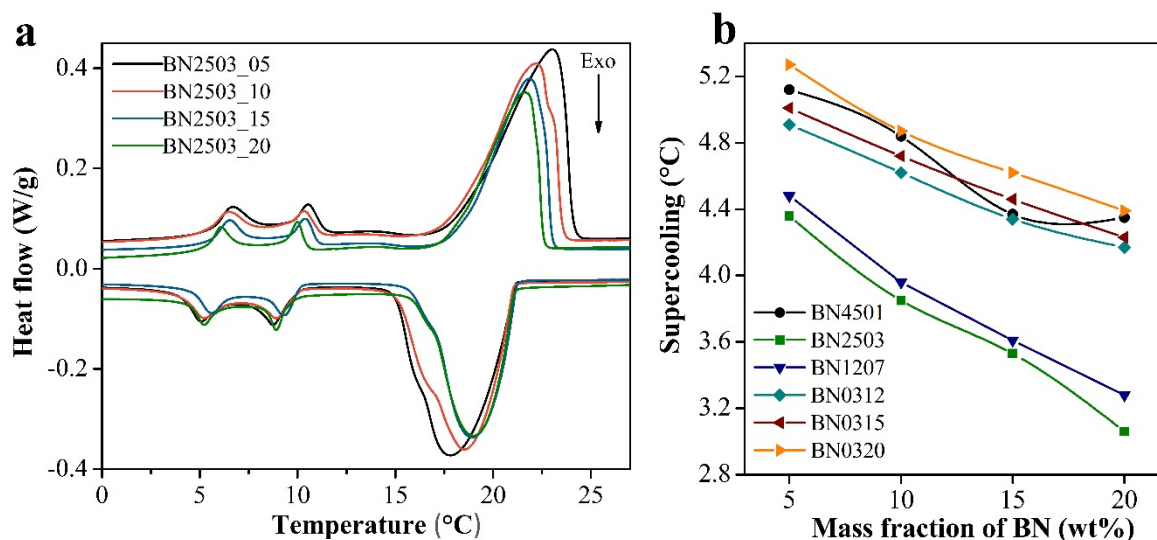 a
BN2503_05
BN2503_10
BN2503_15
BN2503_20
Exo
0.4
0.2
0.0
-0.2
-0.4
Heat flow (W/g)
0
5
10
15
20
25
Temperature (°C)
b
5.2
4.8
4.4
4.0
3.6
3.2
2.8
Supercooling (°C)
BN4501
BN2503
BN1207
BN0312
BN0315
BN0320
5
10
15
20
Mass fraction of BN (wt%)